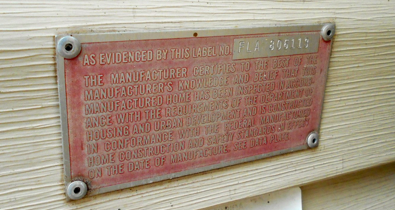 AS EVIDENCED BY THIS LABEL NO.
THE MANUFACTURER CERTIFIES TO THE BEST OF THE
MANUFACTURER'S KNOWLEDGE AND BELIEF THAT THIS
MANUFACTURED HOME HAS BEEN INSPECTED IN ACCORD-
ANCE WITH THE REQUIREMENTS OF THE DEPARTMENT OF
HOUSING AND URBAN DEVELOPMENT AND IS CONSTRUCTED
IN CONFORMANCE WITH THE FEDERAL MANUFACTURED
HOME CONSTRUCTION AND SAFETY STANDARDS IN EFFECT
ON THE DATE OF MANUFACTURE. SEE DATA PLATE.